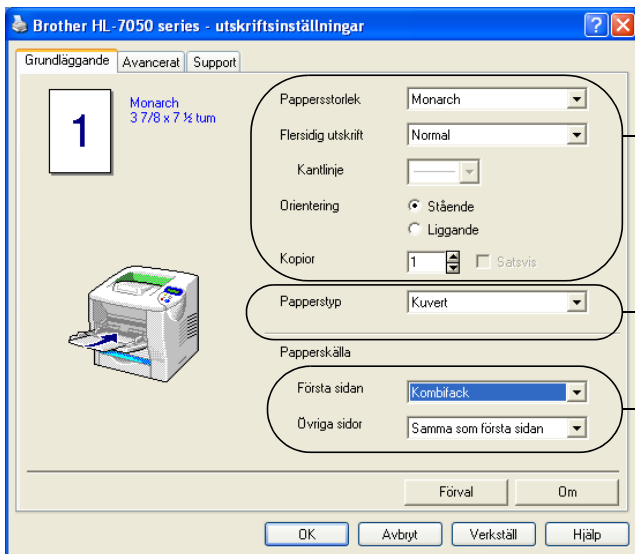 Brother HL-7050 series - utskriftsinställningar
Grundläggande Avancerat Support
1
Monarch
3 7/8 x 7 ½ tum
Pappersstorlek Monarch
Flersidig utskrift Normal
Kantlinje
Orientering Stående
Liggande
Kopior 1 Satsvis
Papperstyp Kuvert
Papperskälla
Första sidan Kombifack
Övriga sidor Samma som första sidan
Förval Om
OK Avbryt Verkställ Hjälp